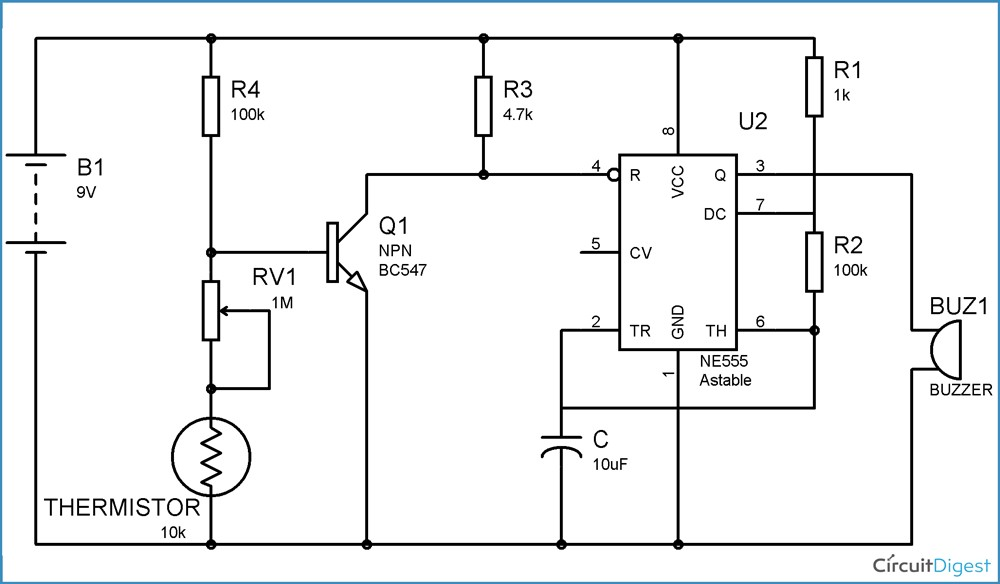 R4
100k
R3
4.7k
R1
1k
B1
9V
8
U2
4
R
VCC
Q
3
DC
7
Q1
NPN
BC547
5
CV
R2
100k
RV1
1M
2
TR
GND
TH
6
BUZ1
BUZZER
1
NE555
Astable
C
10uF
THERMISTOR
10k
CircuitDigest